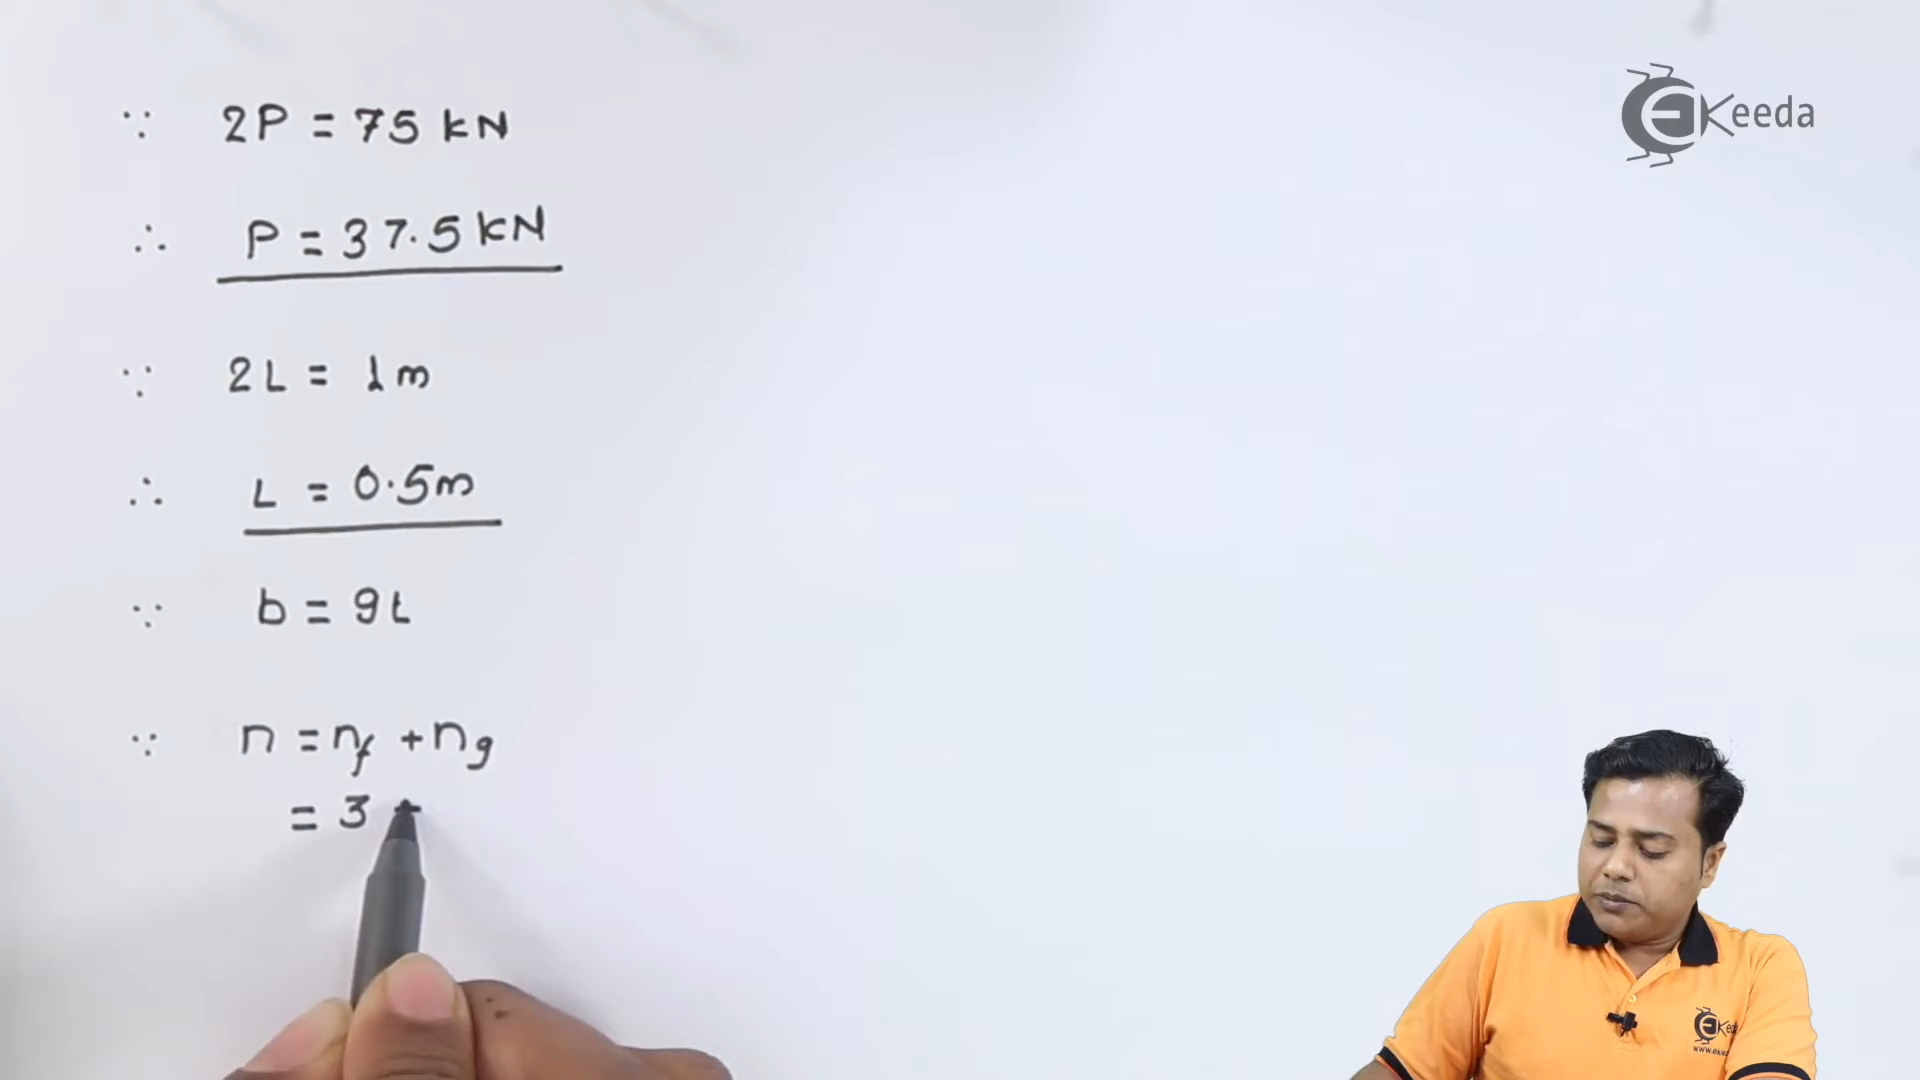 ∵ 2P = 75 kN
∴ P = 37.5 kN
∵ 2L = 1m
∴ L = 0.5m
∵ b = 9t
∵ n = nf + ng
= 3 +
EKeeda